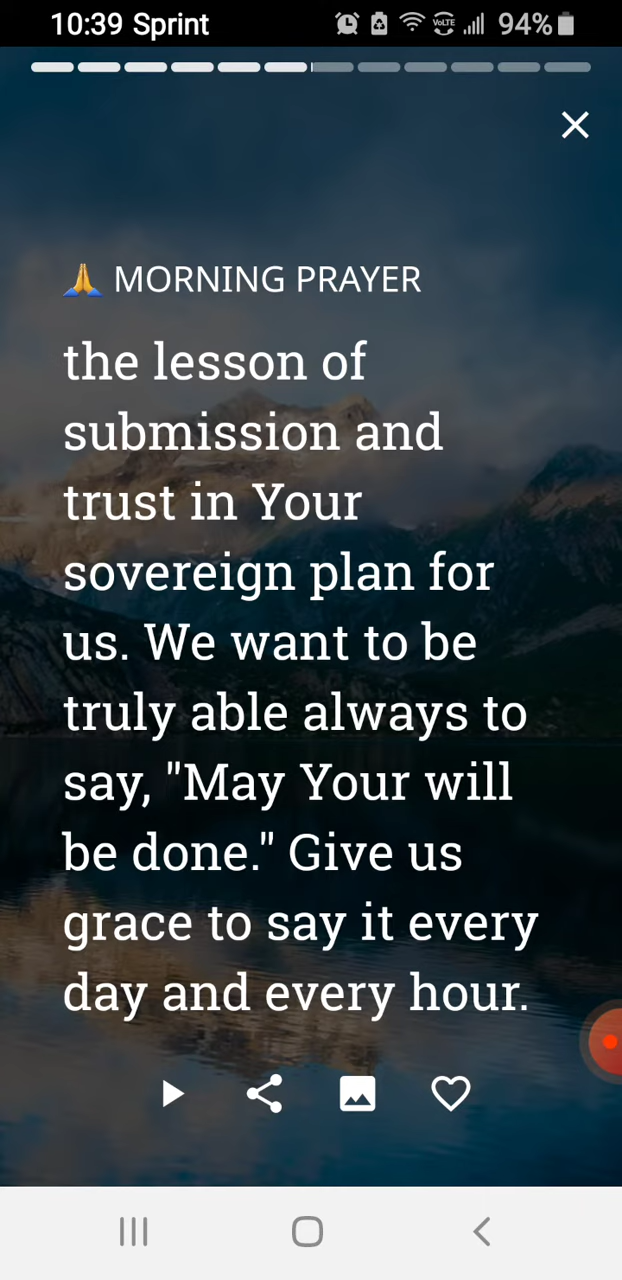 10:39 Sprint VoLTE 94%
🙏 MORNING PRAYER
the lesson of
submission and
trust in Your
sovereign plan for
us. We want to be
truly able always to
say, "May Your will
be done." Give us
grace to say it every
day and every hour.